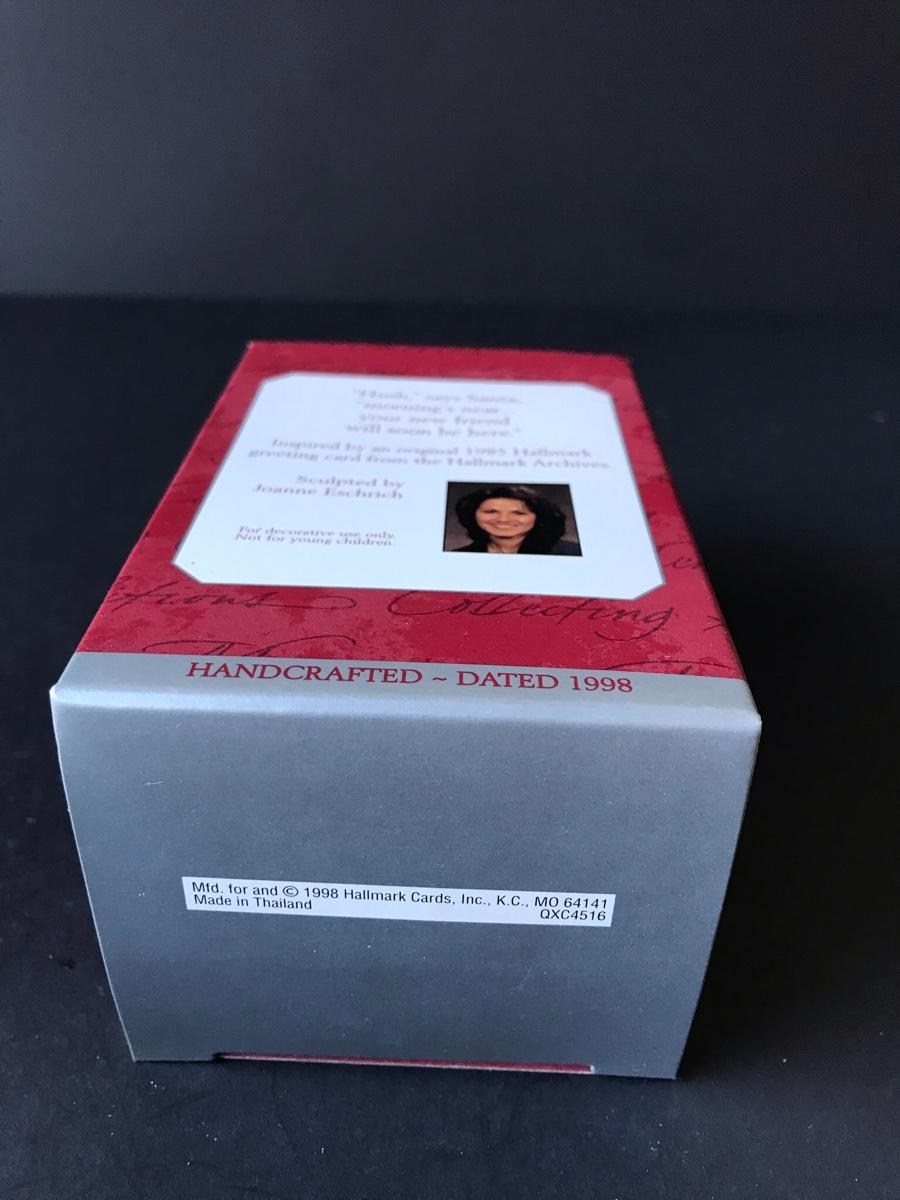 "Hush," says Santa,
"morning's near...
your new friend
will soon be here."
Inspired by an original 1985 Hallmark
greeting card from the Hallmark Archives.
Sculpted by
Joanne Eschrich
For decorative use only.
Not for young children.
Collecting
HANDCRAFTED ~ DATED 1998
Mfd. for and © 1998 Hallmark Cards, Inc., K.C., MO 64141
Made in Thailand
QXC4516